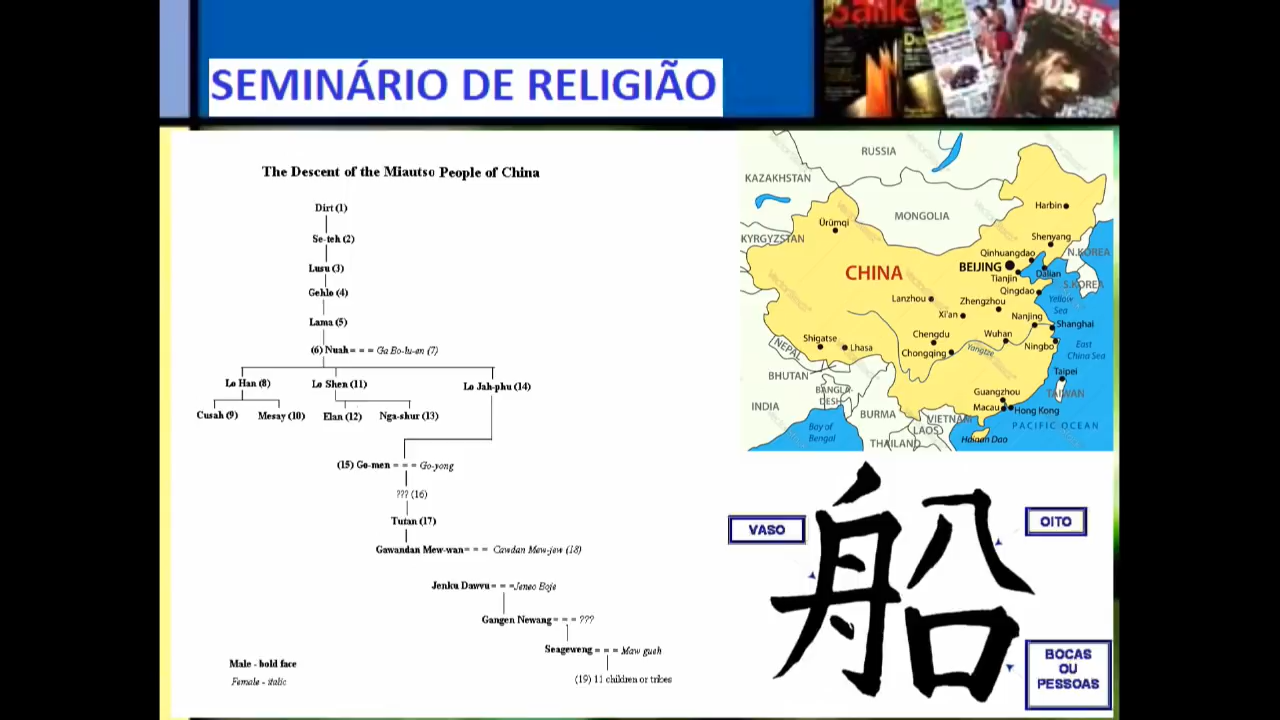 SEMINÁRIO DE RELIGIÃO
SUPER
The Descent of the Miautso People of China
Dirt (1)
Se-teh (2)
Lusu (3)
Gehlo (4)
Lama (5)
(6) Nuah = = = Ga Bo-lu-en (7)
Lo Han (8)
Lo Shen (11)
Lo Jah-phu (14)
Cusah (9)
Mesay (10)
Elan (12)
Nga-shur (13)
(15) Go-men = = = Go-yong
??? (16)
Tutan (17)
Gawandan Mew-wan= = = Cawdan Mew-jew (18)
Jenku Dawvu = = =Jeneo Boje
Gangen Newang = = = ???
Seageweng = = = Maw gueh
(19) 11 children or tribes
Male - bold face
Female - italic
RUSSIA
KAZAKHSTAN
MONGOLIA
KYRGYZSTAN
Ürümqi
Harbin
Shenyang
Qinhuangdao
N.KOREA
CHINA
BEIJING
Tianjin
Dalian
S.KOREA
Qingdao
Lanzhou
Zhengzhou
Yellow
Sea
Xi'an
Nanjing
Shanghai
Shigatse
Lhasa
Chengdu
Wuhan
Chongqing
Yangtze
Ningbo
East
China Sea
NEPAL
BHUTAN
Taipei
BANGLA-
DESH
Guangzhou
TAIWAN
INDIA
BURMA
Macau
Hong Kong
VIETNAM
LAOS
PACIFIC OCEAN
Bay of
Bengal
THAILAND
Hainan Dao
船
VASO
OITO
BOCAS
OU
PESSOAS